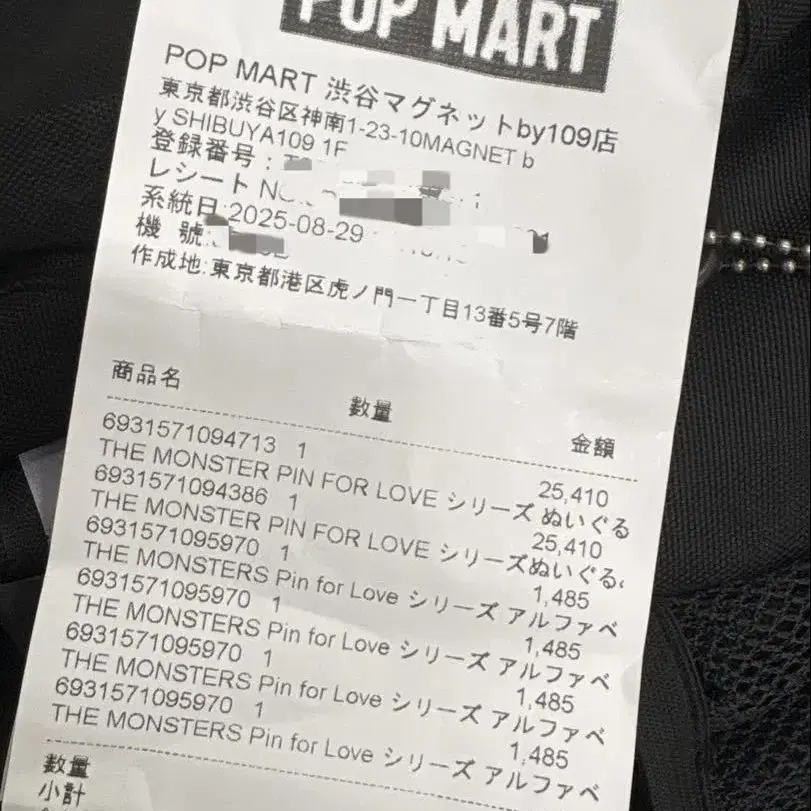 POP MART
POP MART 渋谷マグネットby109店
東京都渋谷区神南1-23-10MAGNET b
y SHIBUYA109 1F
登録番号:
レシート NO.
系統日:2025-08-29
機 號:
作成地:東京都港区虎ノ門一丁目13番5号7階
商品名 数量 金額
6931571094713 1 25,410
THE MONSTER PIN FOR LOVE シリーズ ぬいぐる
6931571094386 1 25,410
THE MONSTER PIN FOR LOVE シリーズぬいぐる
6931571095970 1 1,485
THE MONSTERS Pin for Love シリーズ アルファベ
6931571095970 1 1,485
THE MONSTERS Pin for Love シリーズ アルファベ
6931571095970 1 1,485
THE MONSTERS Pin for Love シリーズ アルファベ
6931571095970 1 1,485
THE MONSTERS Pin for Love シリーズ アルファベ
数量
小計